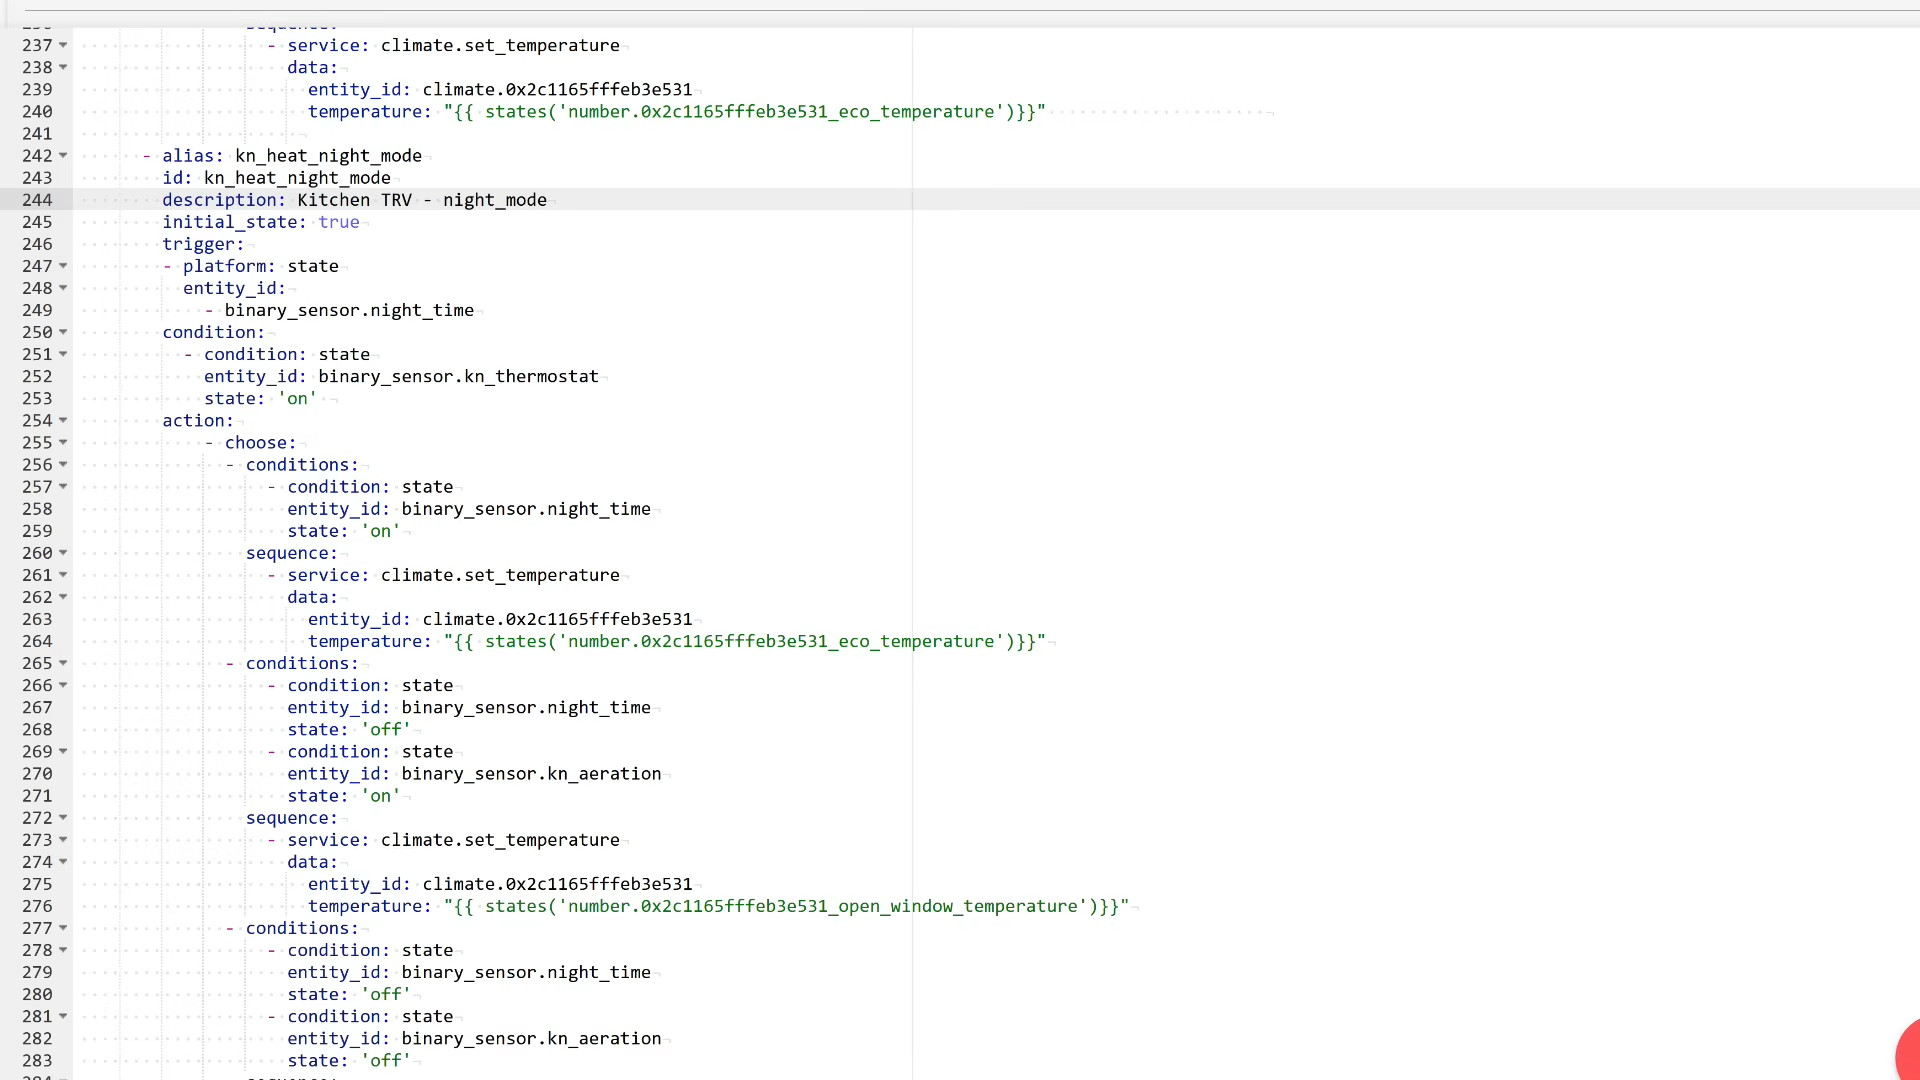 237 - service: climate.set_temperature
238 data:
239 entity_id: climate.0x2c1165fffeb3e531
240 temperature: "{{ states('number.0x2c1165fffeb3e531_eco_temperature')}}"
241
242 - alias: kn_heat_night_mode
243 id: kn_heat_night_mode
244 description: Kitchen TRV - night_mode
245 initial_state: true
246 trigger:
247 - platform: state
248 entity_id:
249 - binary_sensor.night_time
250 condition:
251 - condition: state
252 entity_id: binary_sensor.kn_thermostat
253 state: 'on'
254 action:
255 - choose:
256 - conditions:
257 - condition: state
258 entity_id: binary_sensor.night_time
259 state: 'on'
260 sequence:
261 - service: climate.set_temperature
262 data:
263 entity_id: climate.0x2c1165fffeb3e531
264 temperature: "{{ states('number.0x2c1165fffeb3e531_eco_temperature')}}"
265 - conditions:
266 - condition: state
267 entity_id: binary_sensor.night_time
268 state: 'off'
269 - condition: state
270 entity_id: binary_sensor.kn_aeration
271 state: 'on'
272 sequence:
273 - service: climate.set_temperature
274 data:
275 entity_id: climate.0x2c1165fffeb3e531
276 temperature: "{{ states('number.0x2c1165fffeb3e531_open_window_temperature')}}"
277 - conditions:
278 - condition: state
279 entity_id: binary_sensor.night_time
280 state: 'off'
281 - condition: state
282 entity_id: binary_sensor.kn_aeration
283 state: 'off'